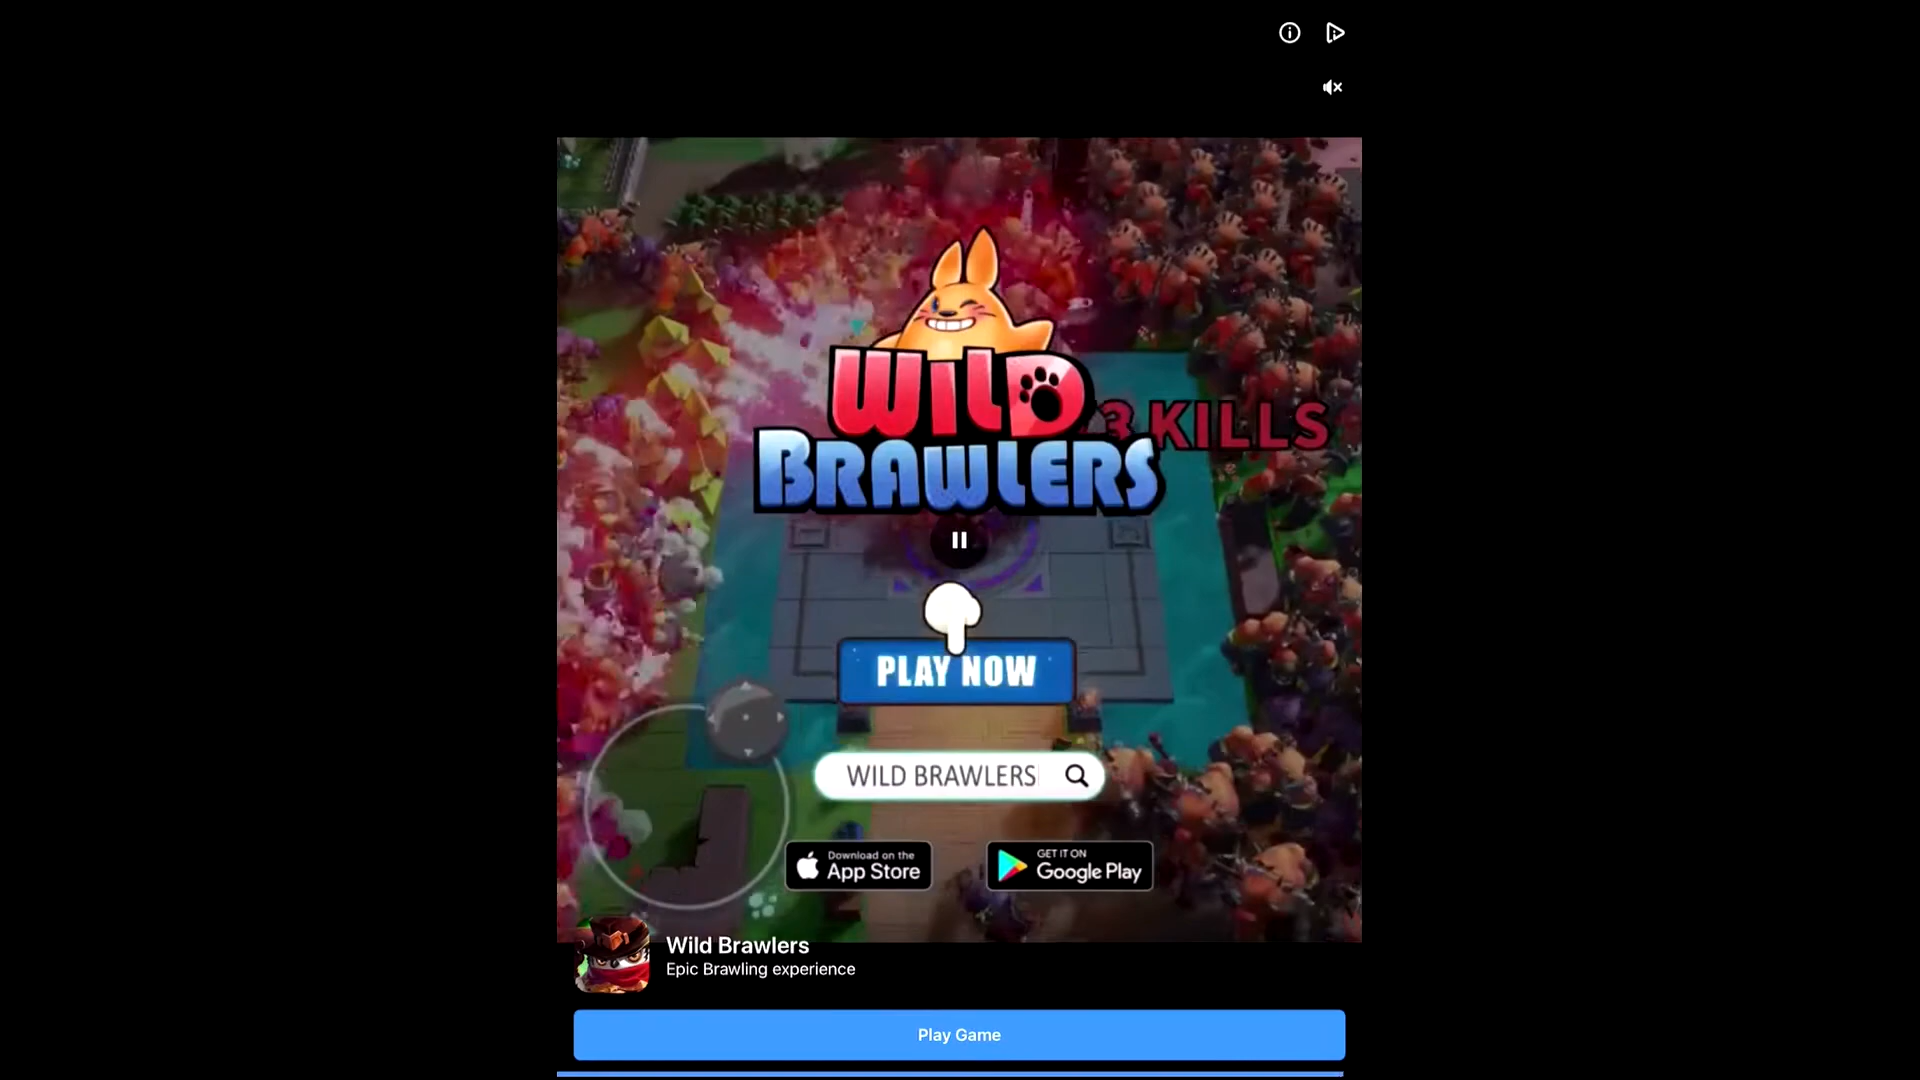 WILD
BRAWLERS
3 KILLS
PLAY NOW
WILD BRAWLERS
Download on the
App Store
GET IT ON
Google Play
Wild Brawlers
Epic Brawling experience
Play Game